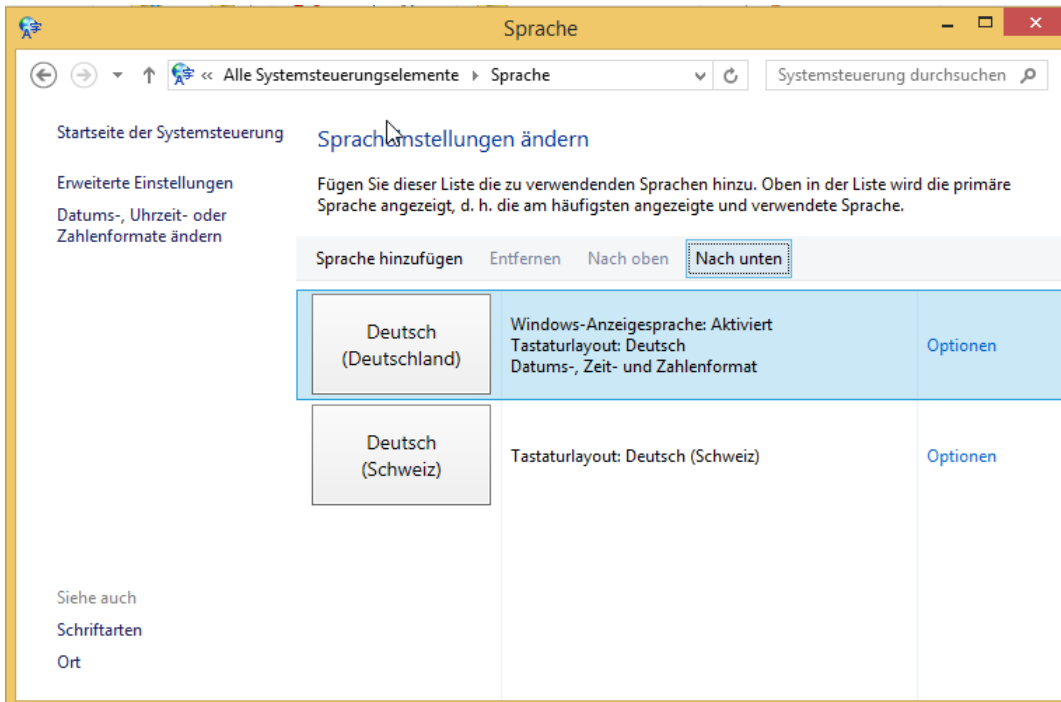 Sprache
« Alle Systemsteuerungselemente Sprache
Systemsteuerung durchsuchen
Startseite der Systemsteuerung
Erweiterte Einstellungen
Datums-, Uhrzeit- oder
Zahlenformate ändern
Spracheinstellungen ändern
Fügen Sie dieser Liste die zu verwendenden Sprachen hinzu. Oben in der Liste wird die primäre
Sprache angezeigt, d. h. die am häufigsten angezeigte und verwendete Sprache.
Sprache hinzufügen Entfernen Nach oben Nach unten
Deutsch
(Deutschland)
Windows-Anzeigesprache: Aktiviert
Tastaturlayout: Deutsch
Datums-, Zeit- und Zahlenformat
Optionen
Deutsch
(Schweiz)
Tastaturlayout: Deutsch (Schweiz)
Optionen
Siehe auch
Schriftarten
Ort